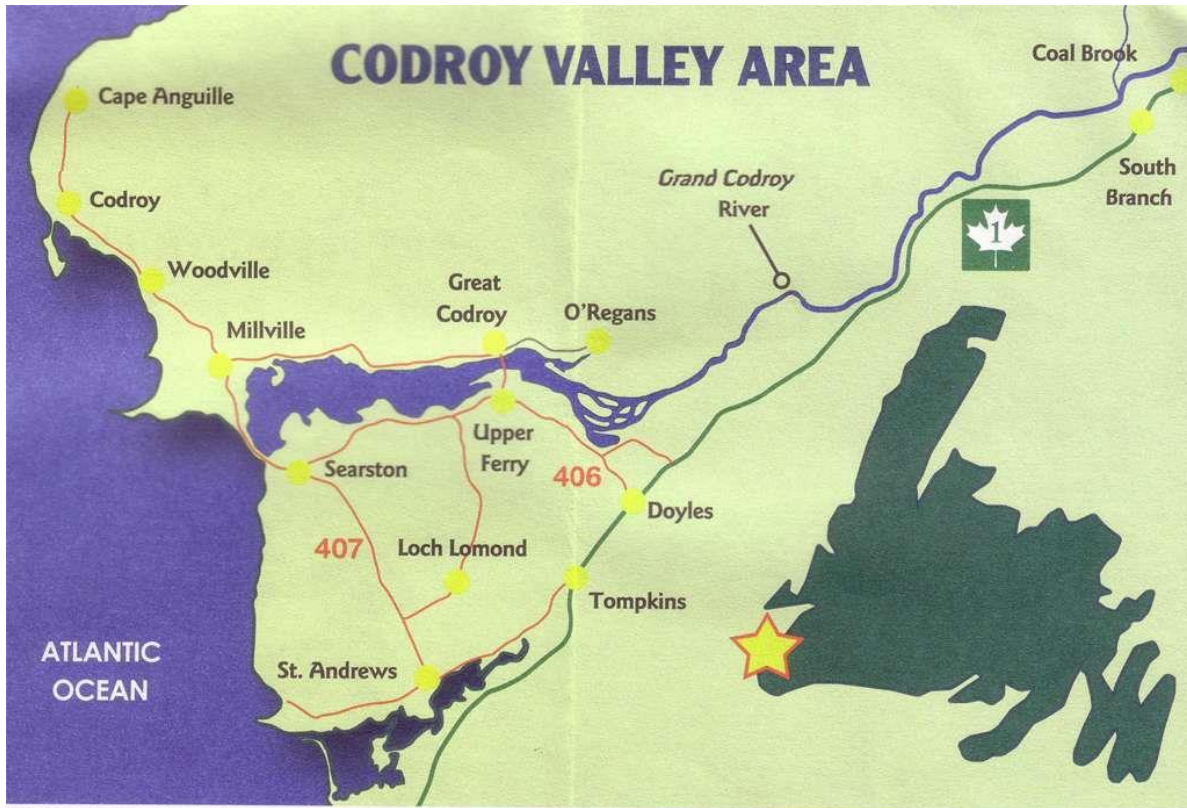 CODROY VALLEY AREA
Coal Brook
Cape Anguille
South
Branch
Grand Codroy
River
Codroy
1
Woodville
Great
Codroy
O'Regans
Millville
Upper
Ferry
Searston
406
Doyles
407
Loch Lomond
Tompkins
ATLANTIC
OCEAN
St. Andrews